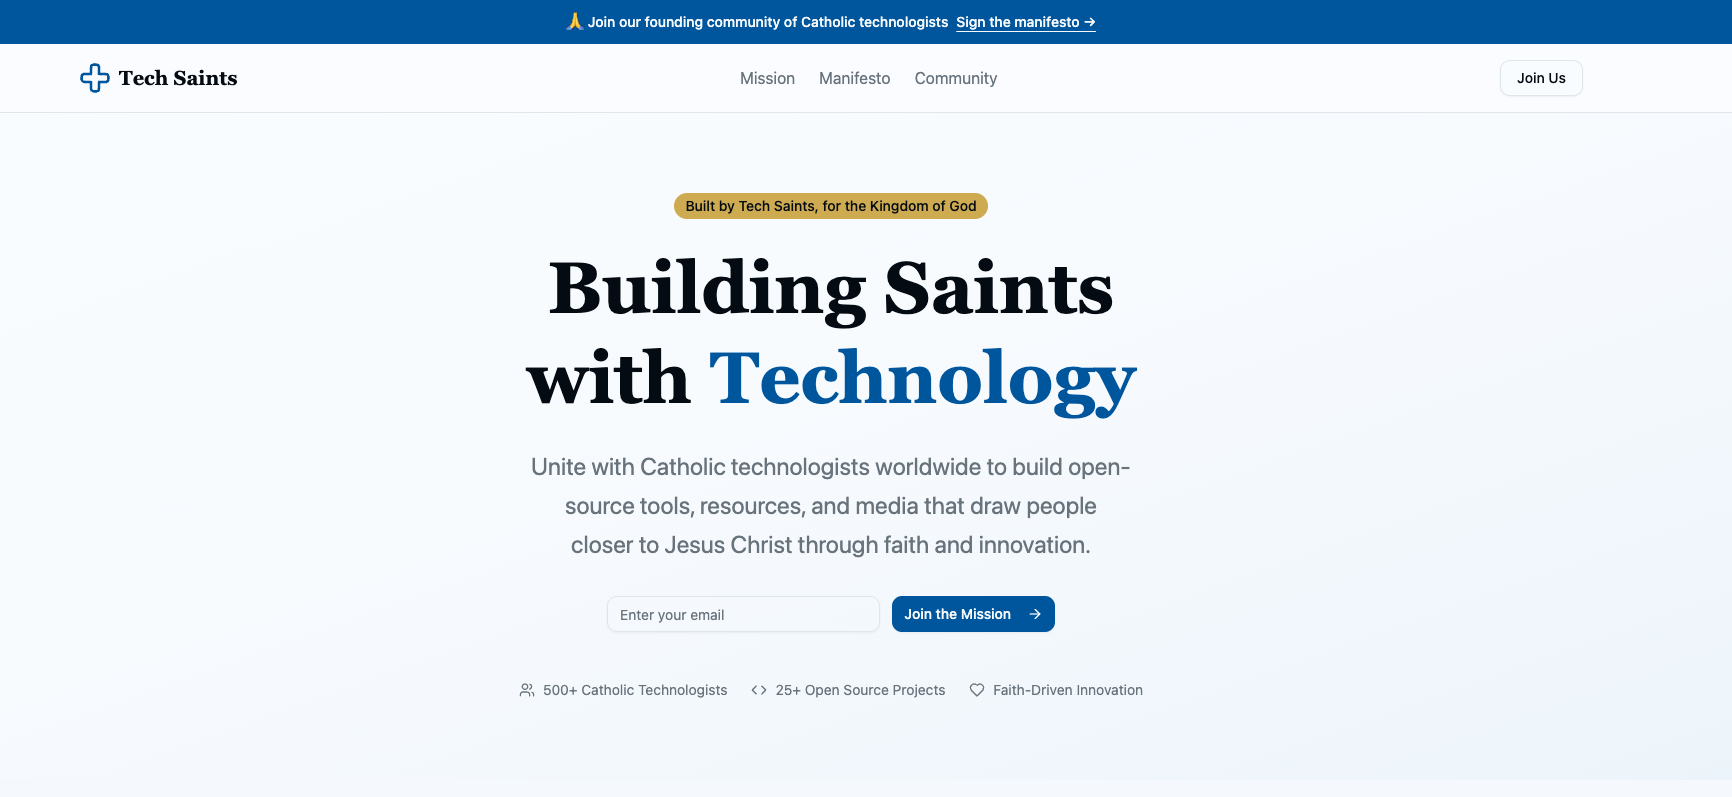 🙏 Join our founding community of Catholic technologists Sign the manifesto →
Tech Saints
Mission Manifesto Community
Join Us
Built by Tech Saints, for the Kingdom of God
Building Saints
with Technology
Unite with Catholic technologists worldwide to build open-
source tools, resources, and media that draw people
closer to Jesus Christ through faith and innovation.
Enter your email
Join the Mission →
500+ Catholic Technologists
25+ Open Source Projects
Faith-Driven Innovation